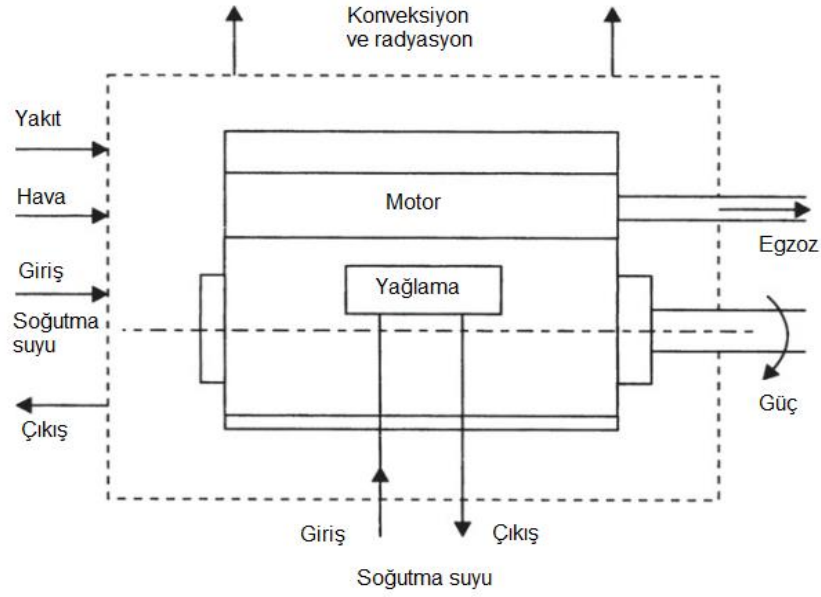 Konveksiyon
ve radyasyon
Yakıt
Hava
Motor
Egzoz
Giriş
Yağlama
Soğutma
suyu
Güç
Çıkış
Giriş
Çıkış
Soğutma suyu